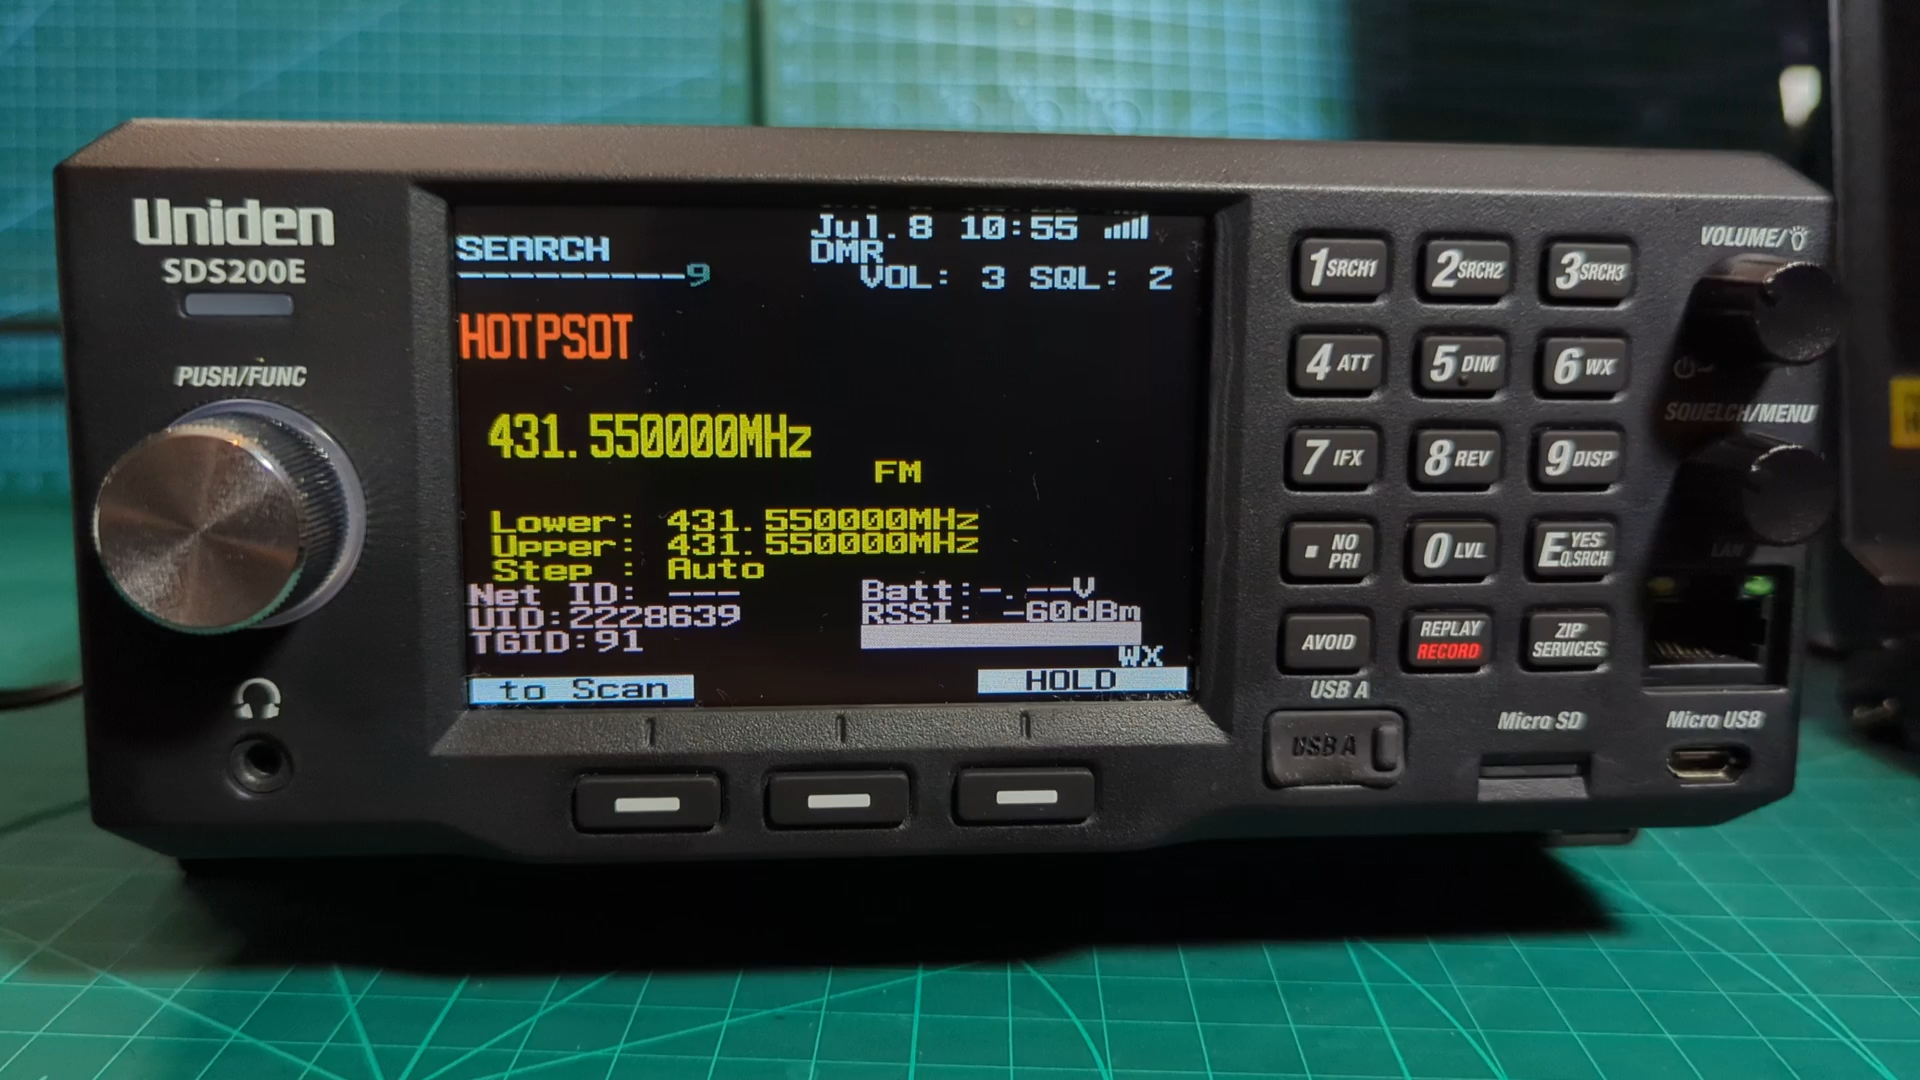 Uniden
SDS200E
PUSH/FUNC
SEARCH
Jul. 8 10:55
DMR
---------9
VOL: 3 SQL: 2
HOTPSOT
431.550000MHz
FM
Lower: 431.550000MHz
Upper: 431.550000MHz
Step : Auto
Net ID: ---
Batt:-.--V
UID:2228639
RSSI: -60dBm
TGID:91
WX
to Scan
HOLD
1 SRCH1
2 SRCH2
3 SRCH3
4 ATT
5 DIM
6 WX
7 IFX
8 REV
9 DISP
. NO PRI
0 LVL
E YES Q.SRCH
AVOID
REPLAY
RECORD
ZIP
SERVICES
VOLUME/
SQUELCH/MENU
LAN
USB A
USB A
Micro SD
Micro USB